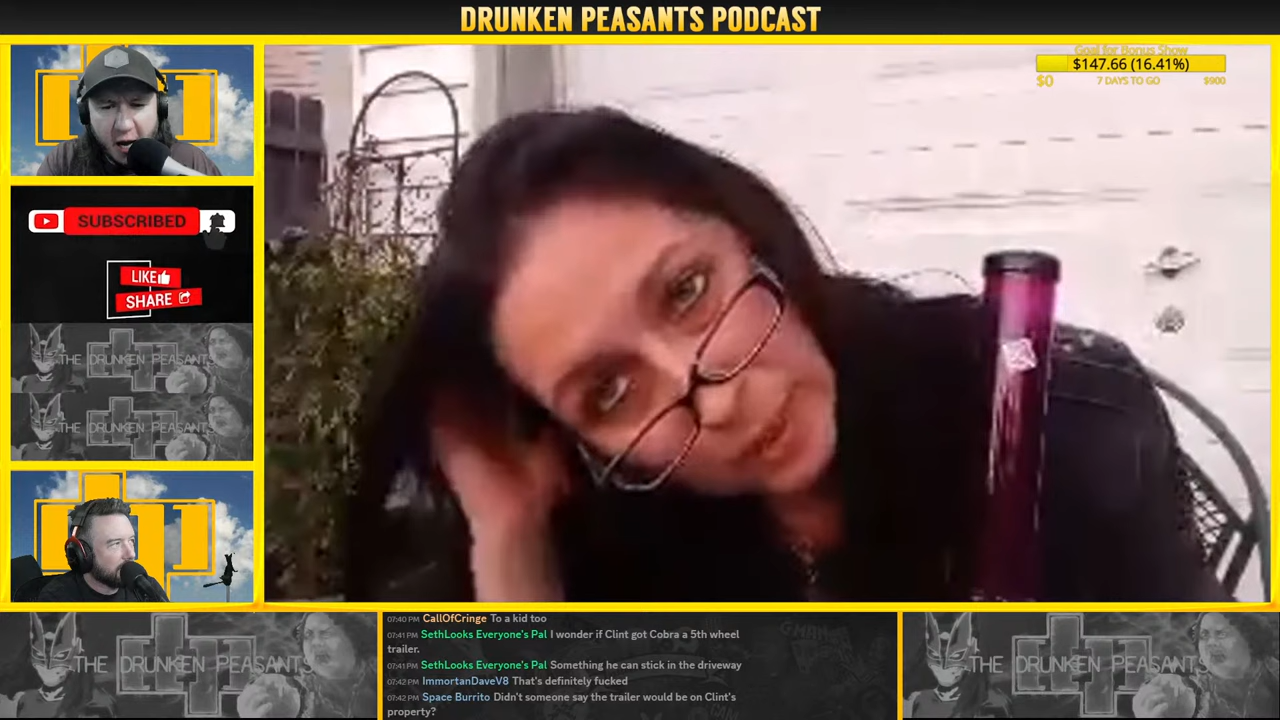 DRUNKEN PEASANTS PODCAST
Goal for Bonus Show
$147.66 (16.41%)
$0
7 DAYS TO GO
$900
SUBSCRIBED
LIKE
SHARE
THE DRUNKEN PEASANTS
THE DRUNKEN PEASANTS
07:40 PM CallOfCringe To a kid too
07:41 PM SethLooks Everyone's Pal I wonder if Clint got Cobra a 5th wheel
trailer.
07:41 PM SethLooks Everyone's Pal Something he can stick in the driveway
07:42 PM ImmortanDaveV8 That's definitely fucked
07:42 PM Space Burrito Didn't someone say the trailer would be on Clint's
property?
THE DRUNKEN PEASANTS
THE DRUNKEN PEASANTS